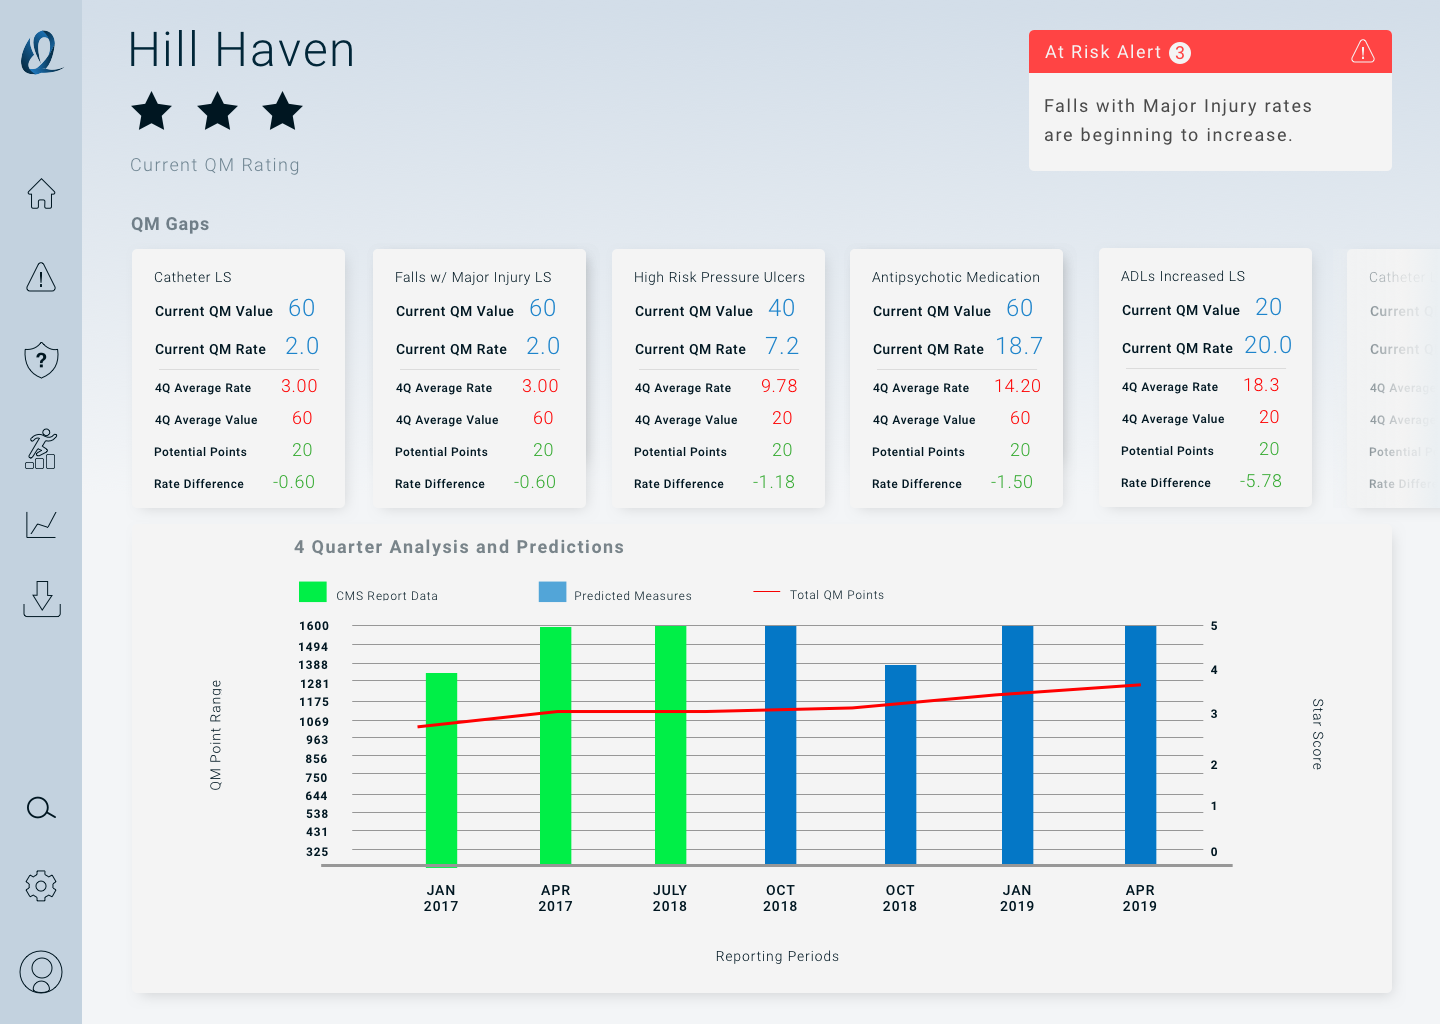 Hill Haven
Current QM Rating
At Risk Alert 3
Falls with Major Injury rates
are beginning to increase.
QM Gaps
Catheter LS
Current QM Value 60
Current QM Rate 2.0
4Q Average Rate 3.00
4Q Average Value 60
Potential Points 20
Rate Difference -0.60
Falls w/ Major Injury LS
Current QM Value 60
Current QM Rate 2.0
4Q Average Rate 3.00
4Q Average Value 60
Potential Points 20
Rate Difference -0.60
High Risk Pressure Ulcers
Current QM Value 40
Current QM Rate 7.2
4Q Average Rate 9.78
4Q Average Value 20
Potential Points 20
Rate Difference -1.18
Antipsychotic Medication
Current QM Value 60
Current QM Rate 18.7
4Q Average Rate 14.20
4Q Average Value 60
Potential Points 20
Rate Difference -1.50
ADLs Increased LS
Current QM Value 20
Current QM Rate 20.0
4Q Average Rate 18.3
4Q Average Value 20
Potential Points 20
Rate Difference -5.78
Catheter
Current
Current
4Q
4Q
Potential
Rate
4 Quarter Analysis and Predictions
CMS Report Data
Predicted Measures
Total QM Points
QM Point Range
1600
1494
1388
1281
1175
1069
963
856
750
644
538
431
325
5
4
3
2
1
0
Star Score
JAN
2017
APR
2017
JULY
2018
OCT
2018
OCT
2018
JAN
2019
APR
2019
Reporting Periods